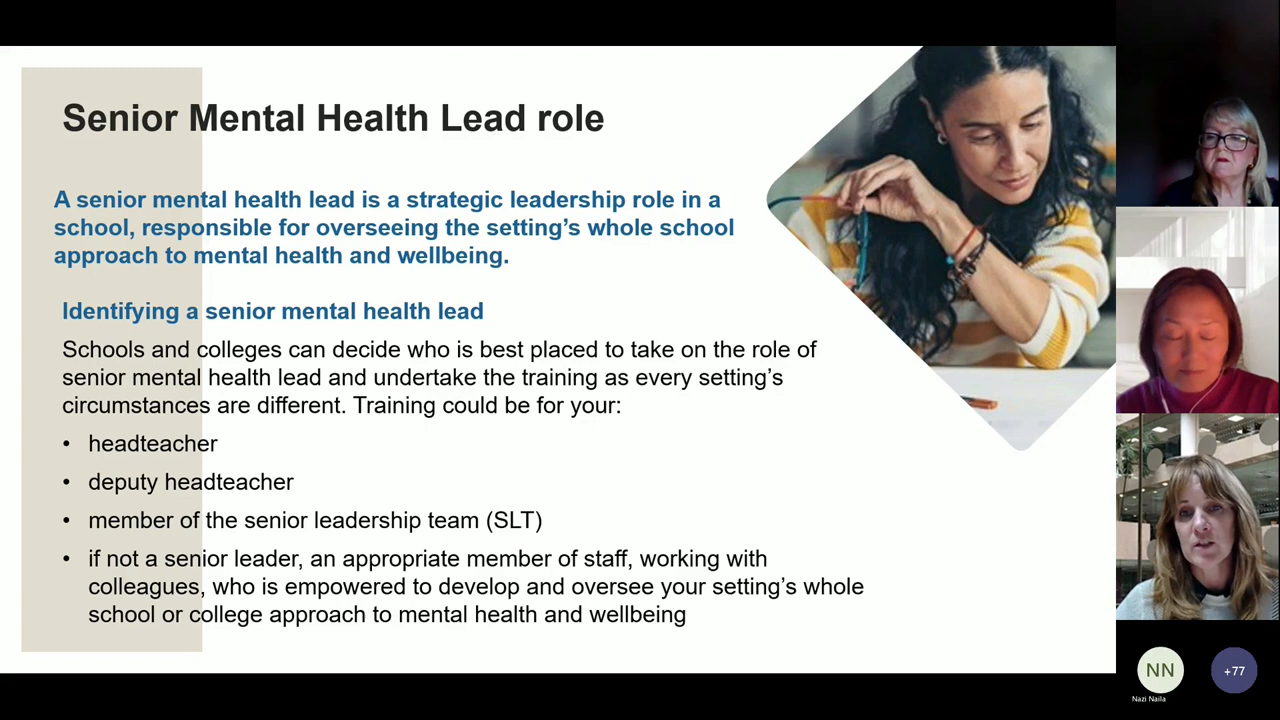 Senior Mental Health Lead role
A senior mental health lead is a strategic leadership role in a
school, responsible for overseeing the setting's whole school
approach to mental health and wellbeing.
Identifying a senior mental health lead
Schools and colleges can decide who is best placed to take on the role of
senior mental health lead and undertake the training as every setting's
circumstances are different. Training could be for your:
• headteacher
• deputy headteacher
• member of the senior leadership team (SLT)
• if not a senior leader, an appropriate member of staff, working with
colleagues, who is empowered to develop and oversee your setting's whole
school or college approach to mental health and wellbeing
NN
+77
Nazi Naila